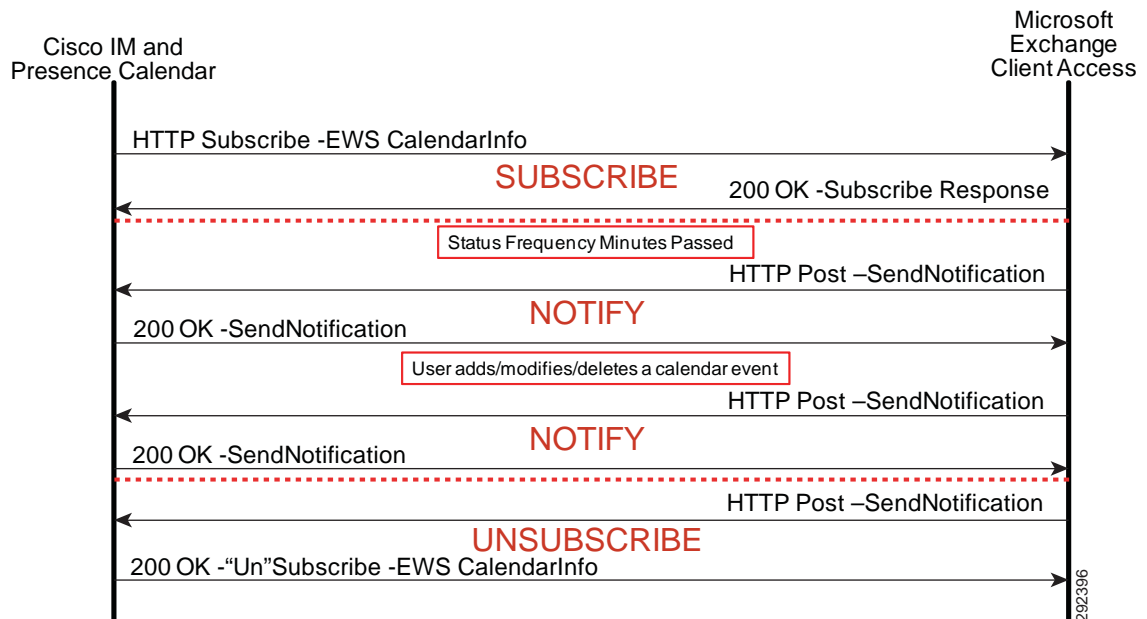 Cisco IM and
Presence Calendar
Microsoft
Exchange
Client Access
HTTP Subscribe -EWS CalendarInfo
SUBSCRIBE
200 OK -Subscribe Response
Status Frequency Minutes Passed
HTTP Post –SendNotification
NOTIFY
200 OK -SendNotification
User adds/modifies/deletes a calendar event
HTTP Post –SendNotification
NOTIFY
200 OK -SendNotification
HTTP Post –SendNotification
UNSUBSCRIBE
200 OK -“Un”Subscribe -EWS CalendarInfo
292396